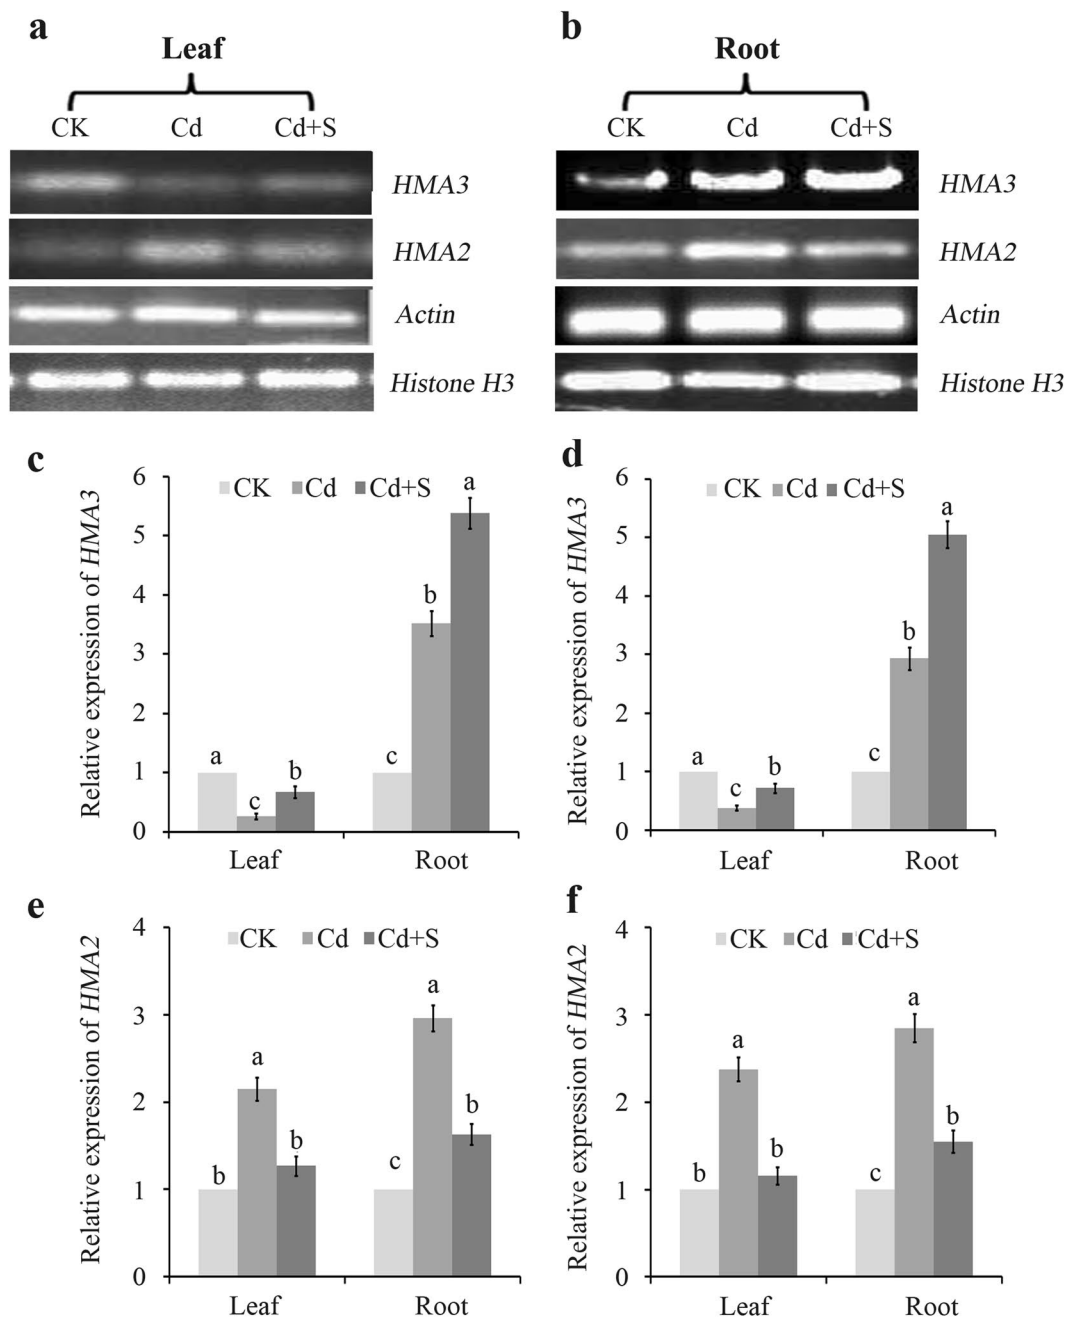 a
Leaf
CK Cd Cd+S
HMA3
HMA2
Actin
Histone H3
b
Root
CK Cd Cd+S
HMA3
HMA2
Actin
Histone H3
c
Relative expression of HMA3
CK Cd Cd+S
6
5
4
3
2
1
0
a
c
b
c
b
a
Leaf Root
d
Relative expression of HMA3
CK Cd Cd+S
6
5
4
3
2
1
0
a
c
b
c
b
a
Leaf Root
e
Relative expression of HMA2
CK Cd Cd+S
4
3
2
1
0
b
a
b
c
a
b
Leaf Root
f
Relative expression of HMA2
CK Cd Cd+S
4
3
2
1
0
b
a
b
c
a
b
Leaf Root